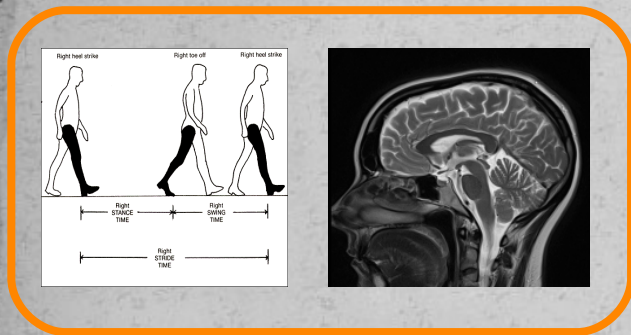 Right heel strike
Right toe off
Right heel strike
Right
STANCE
TIME
Right
SWING
TIME
Right
STRIDE
TIME